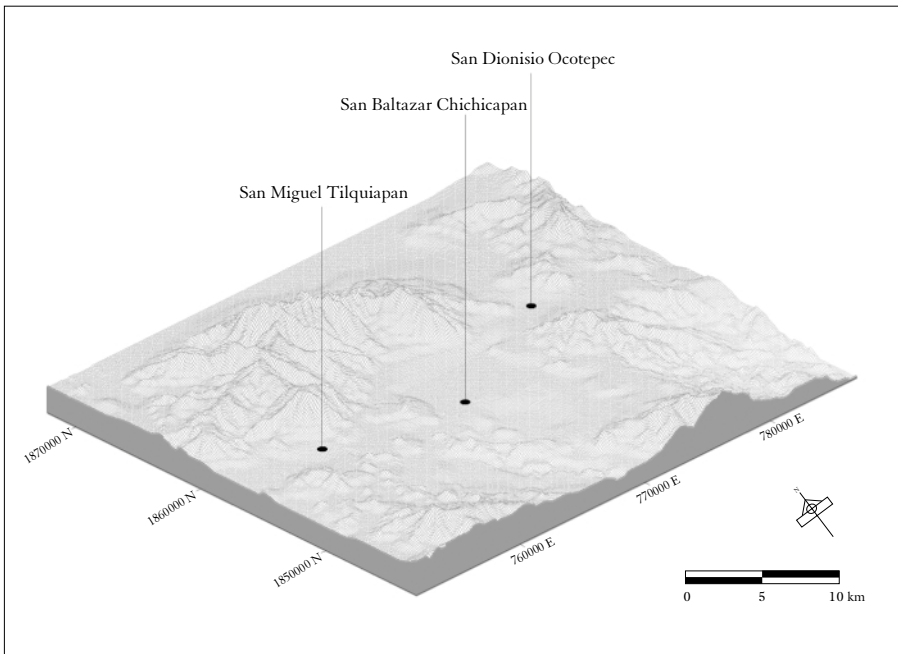 San Dionisio Ocotepec
San Baltazar Chichicapan
San Miguel Tilquiapan
1870000 N
1860000 N
1850000 N
760000 E
770000 E
780000 E
N
0 5 10 km